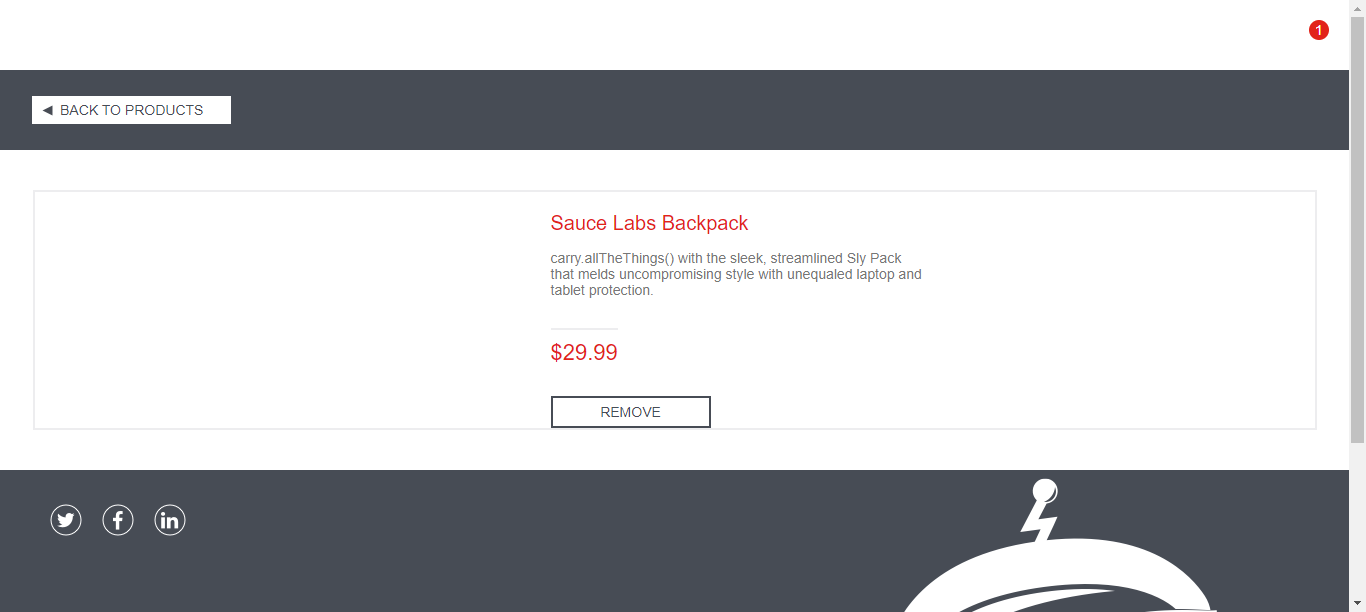 1
BACK TO PRODUCTS
Sauce Labs Backpack
carry.allTheThings() with the sleek, streamlined Sly Pack
that melds uncompromising style with unequaled laptop and
tablet protection.
$29.99
REMOVE